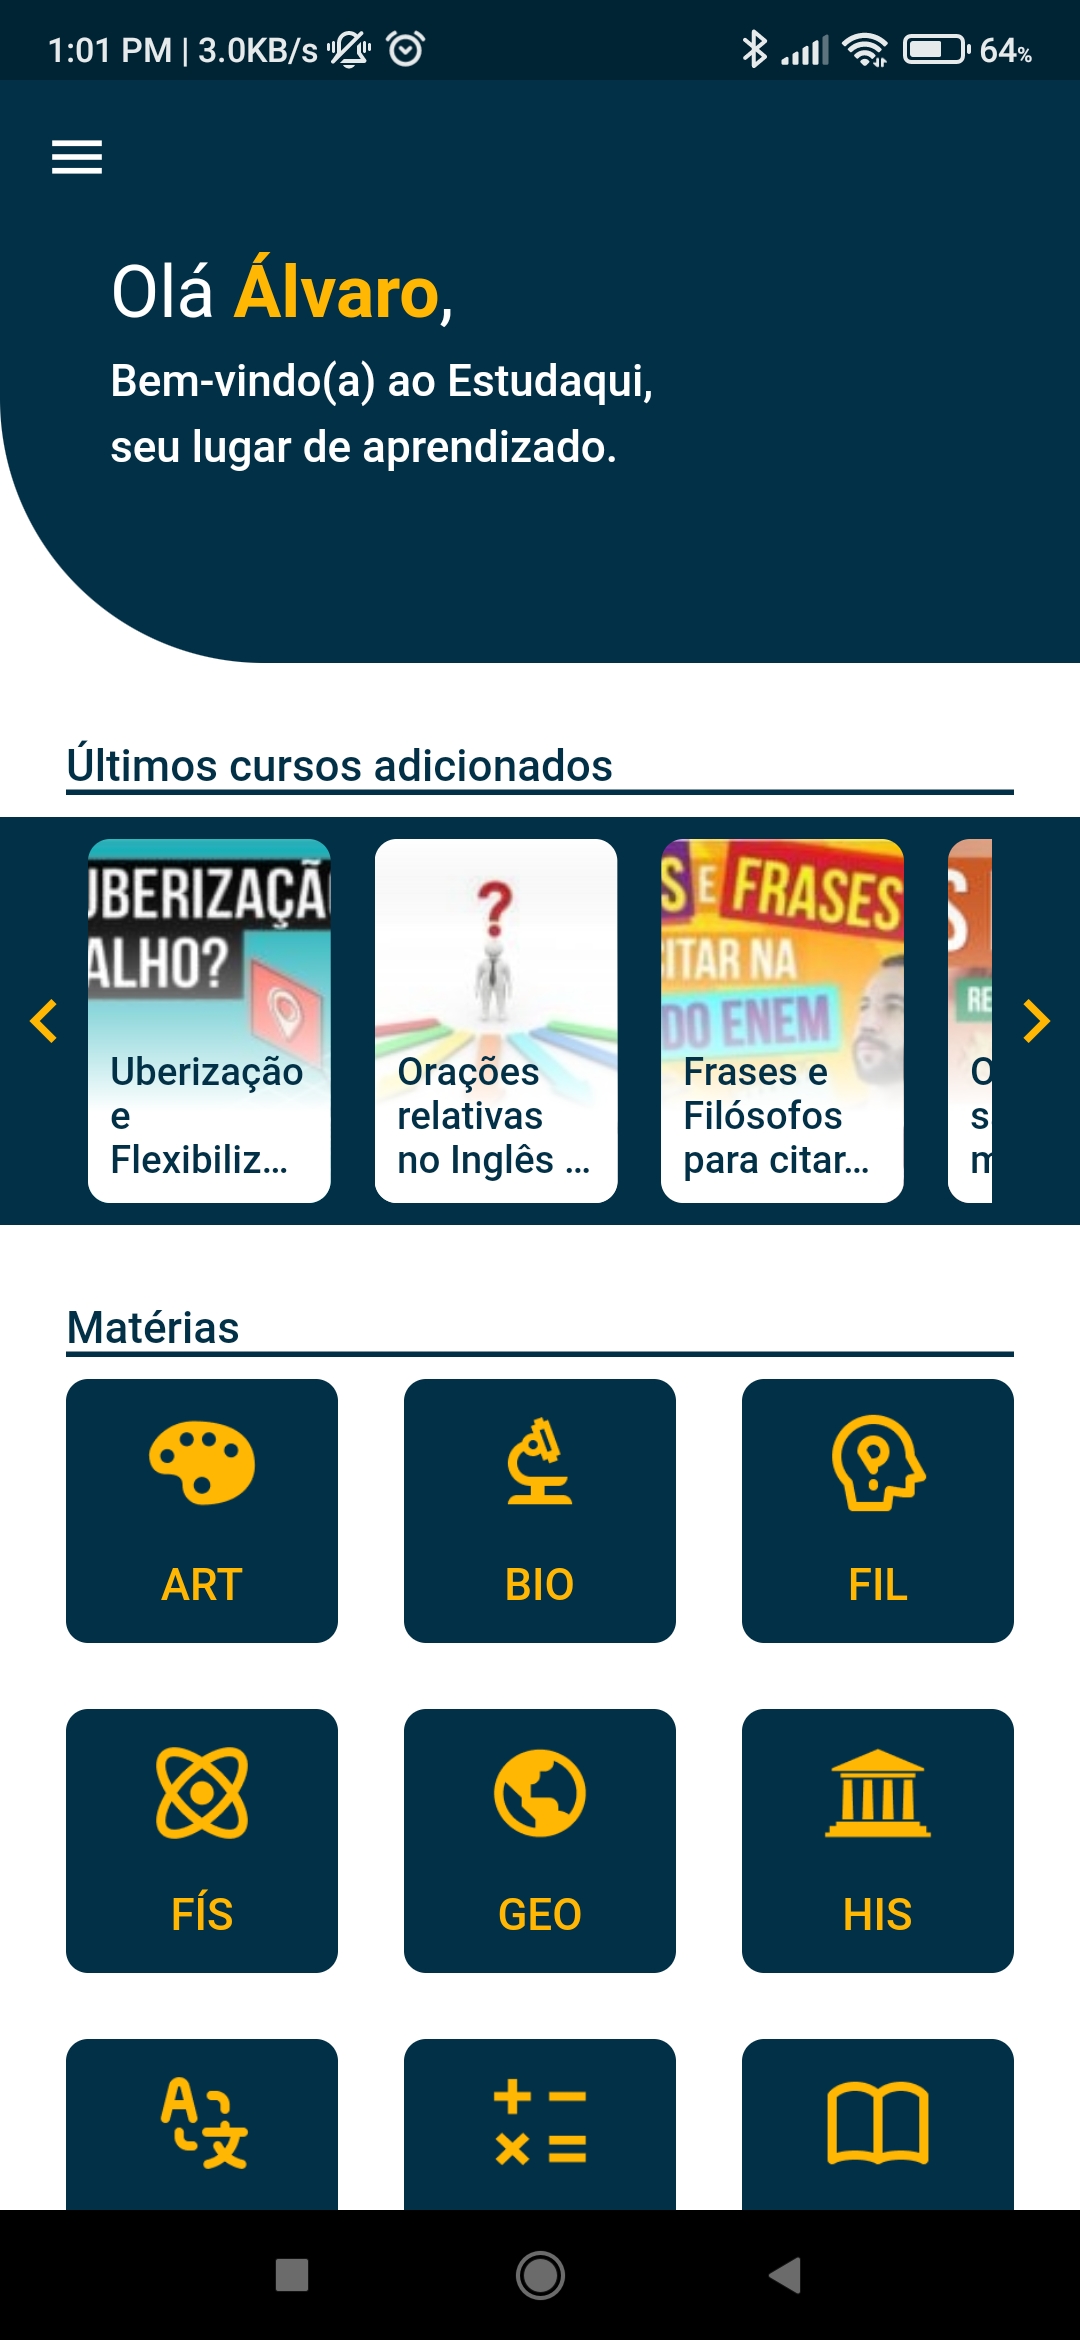 1:01 PM | 3.0KB/s
64%
Olá Álvaro,
Bem-vindo(a) ao Estudaqui,
seu lugar de aprendizado.
Últimos cursos adicionados
UBERIZAÇÃ
ALHO?
Uberização
e
Flexibiliz...
?
Orações
relativas
no Inglês ...
S E FRASES
CITAR NA
DO ENEM
Frases e
Filósofos
para citar...
S
RE
O
s
m
Matérias
ART
BIO
FIL
FÍS
GEO
HIS